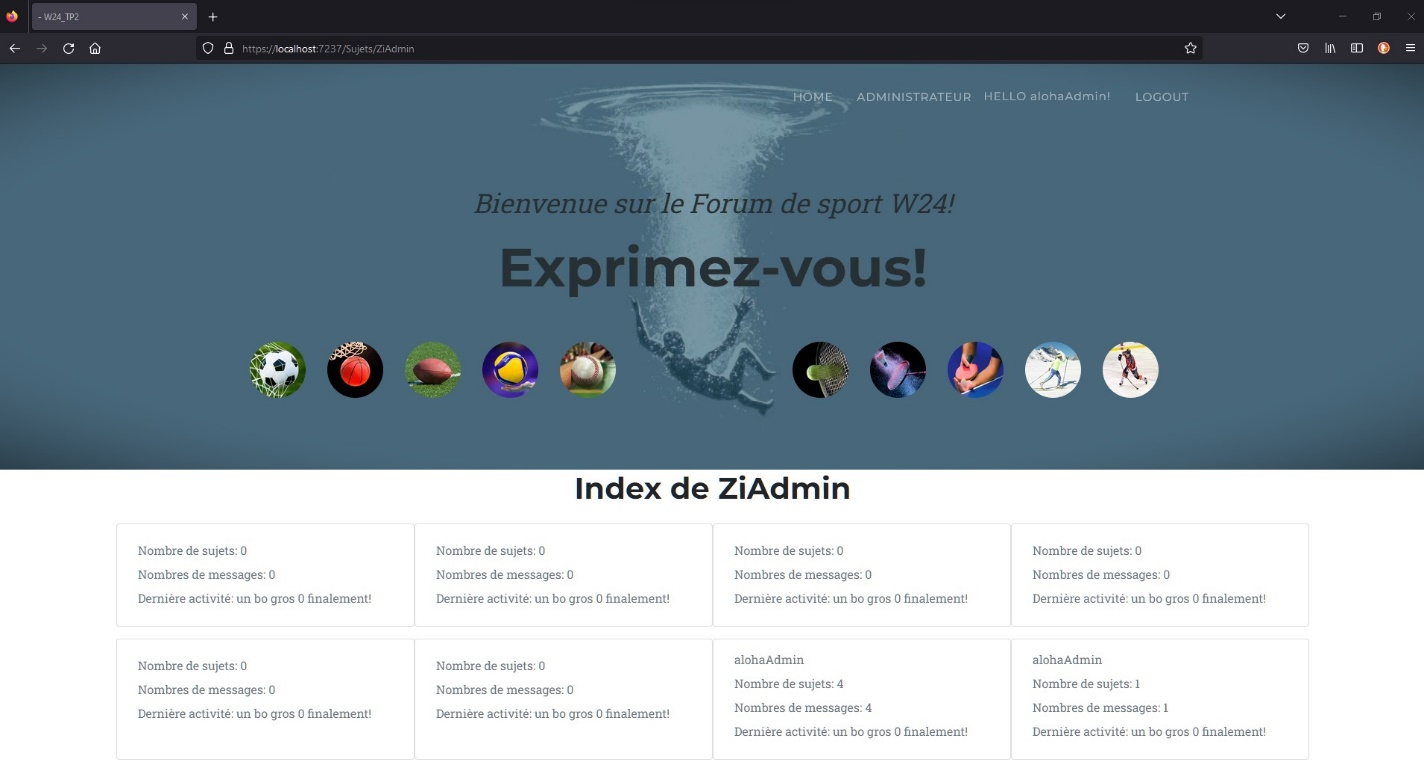 - W24_TP2
https://localhost:7237/Sujets/ZiAdmin
HOME ADMINISTRATEUR HELLO alohaAdmin! LOGOUT
Bienvenue sur le Forum de sport W24!
Exprimez-vous!
Index de ZiAdmin
Nombre de sujets: 0
Nombres de messages: 0
Dernière activité: un bo gros 0 finalement!
Nombre de sujets: 0
Nombres de messages: 0
Dernière activité: un bo gros 0 finalement!
Nombre de sujets: 0
Nombres de messages: 0
Dernière activité: un bo gros 0 finalement!
Nombre de sujets: 0
Nombres de messages: 0
Dernière activité: un bo gros 0 finalement!
Nombre de sujets: 0
Nombres de messages: 0
Dernière activité: un bo gros 0 finalement!
Nombre de sujets: 0
Nombres de messages: 0
Dernière activité: un bo gros 0 finalement!
alohaAdmin
Nombre de sujets: 4
Nombres de messages: 4
Dernière activité: un bo gros 0 finalement!
alohaAdmin
Nombre de sujets: 1
Nombres de messages: 1
Dernière activité: un bo gros 0 finalement!